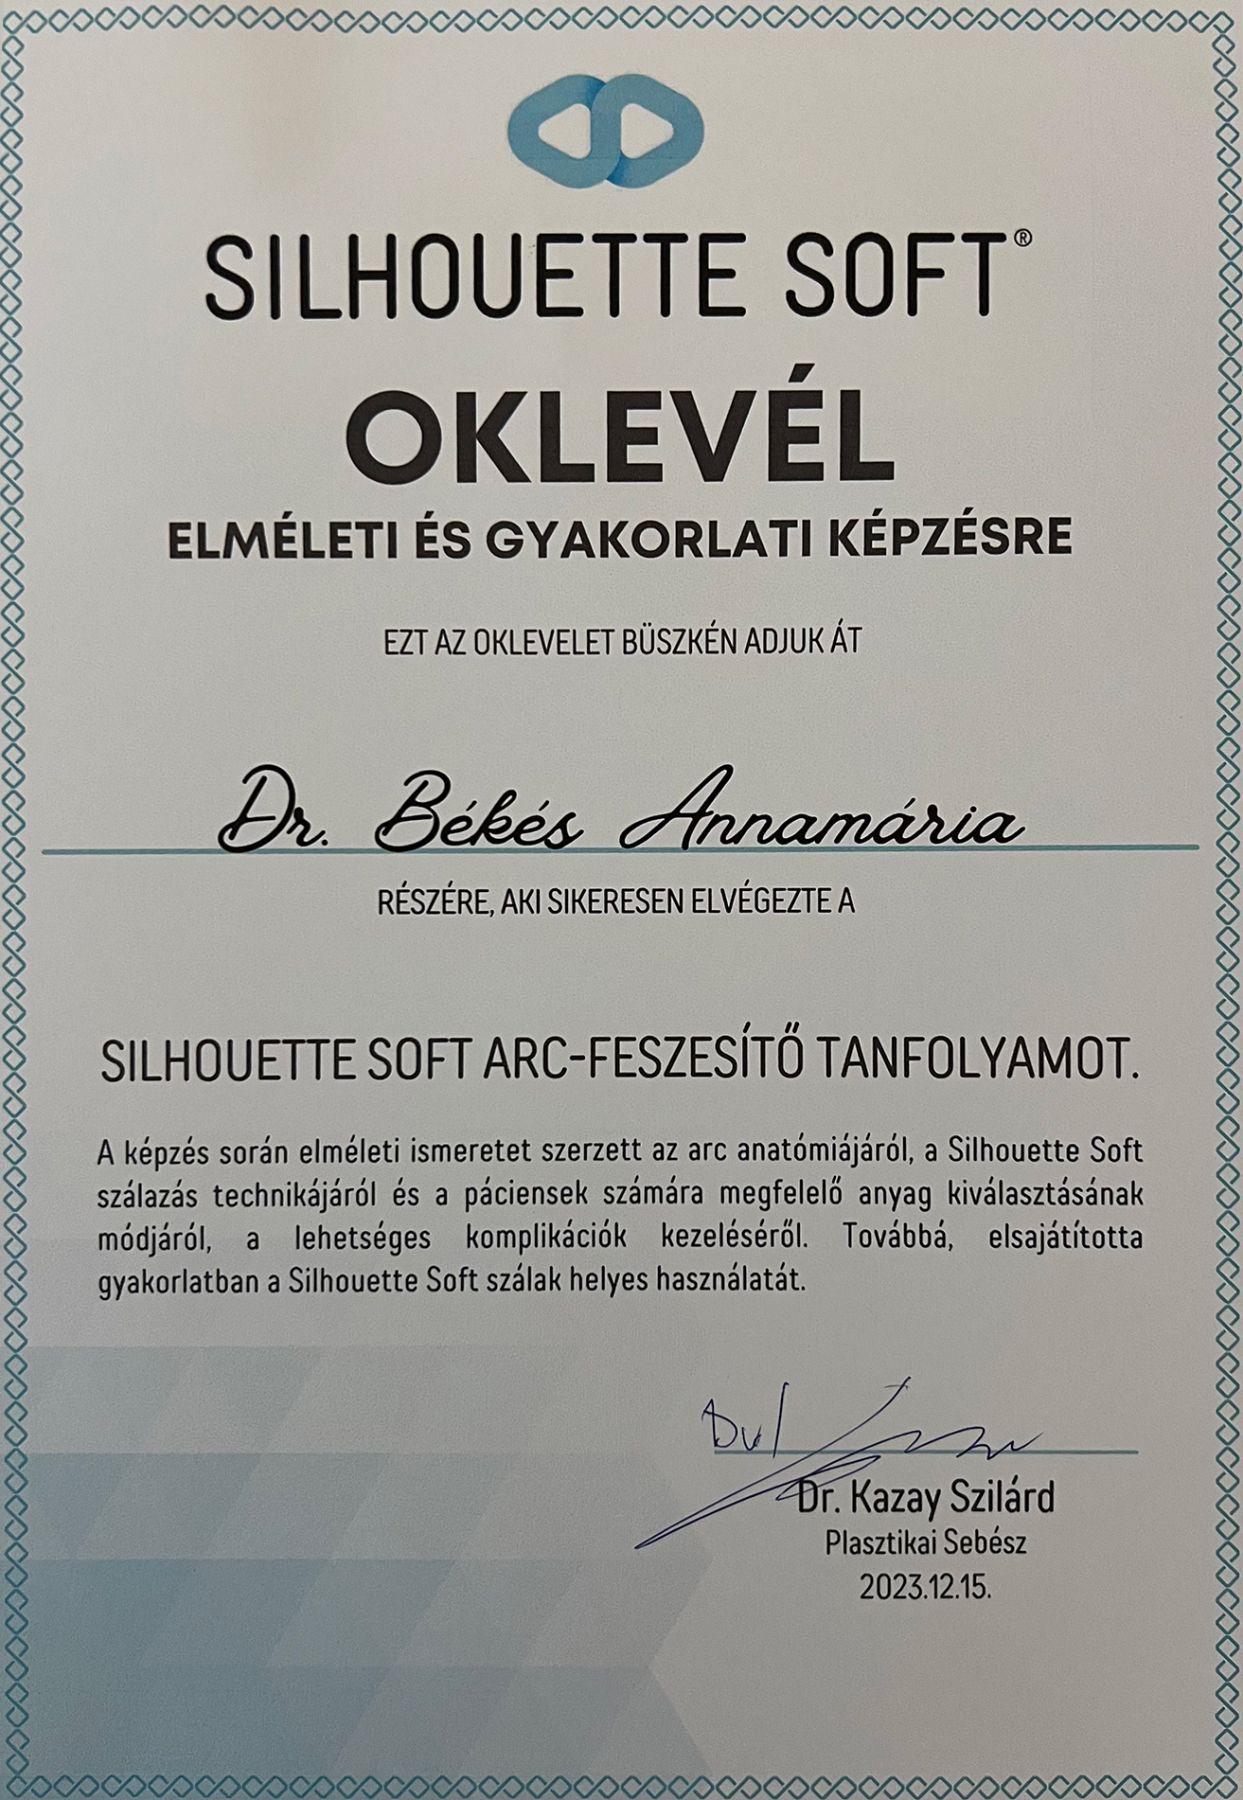 SILHOUETTE SOFT®
OKLEVÉL
ELMÉLETI ÉS GYAKORLATI KÉPZÉSRE
EZT AZ OKLEVELET BÜSZKÉN ADJUK ÁT
Dr. Békés Annamária
RÉSZÉRE, AKI SIKERESEN ELVÉGEZTE A
SILHOUETTE SOFT ARC-FESZESÍTŐ TANFOLYAMOT.
A képzés során elméleti ismeretet szerzett az arc anatómiájáról, a Silhouette Soft
szálazás technikájáról és a páciensek számára megfelelő anyag kiválasztásának
módjáról, a lehetséges komplikációk kezeléséről. Továbbá, elsajátította
gyakorlatban a Silhouette Soft szálak helyes használatát.
Dr. Kazay Szilárd
Plasztikai Sebész
2023.12.15.